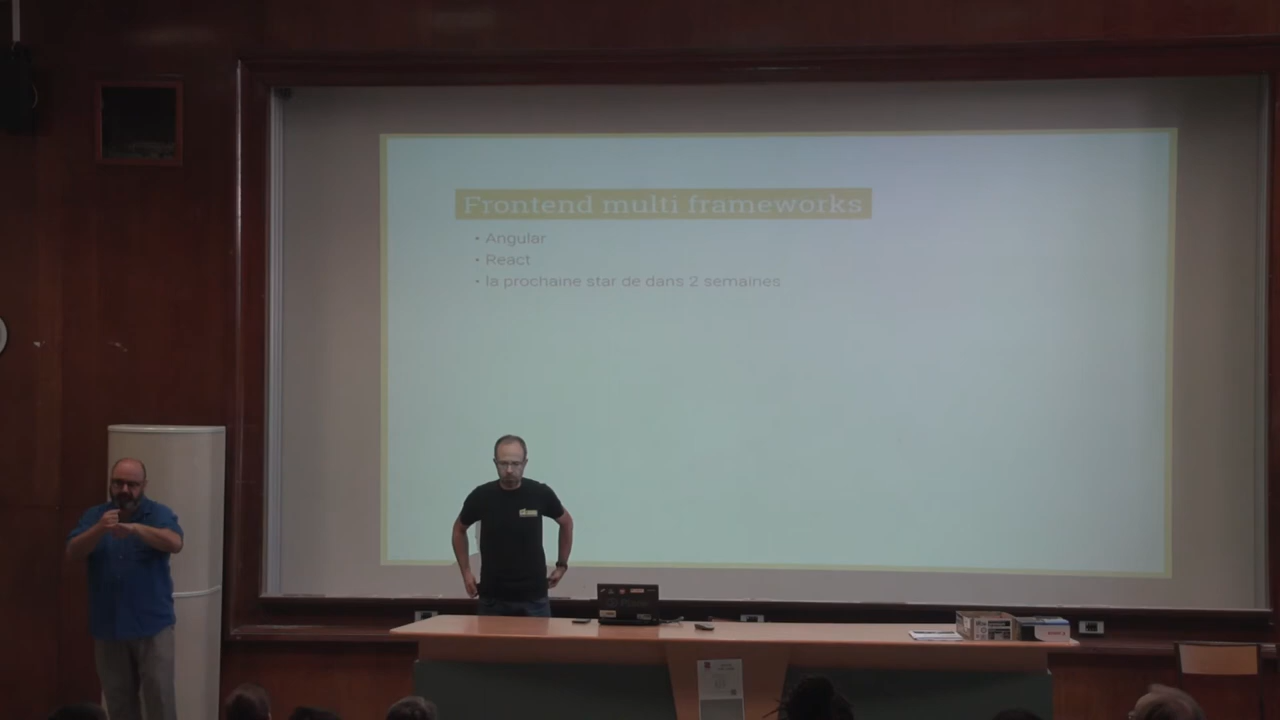 Frontend multi frameworks
• Angular
• React
• la prochaine star de dans 2 semaines